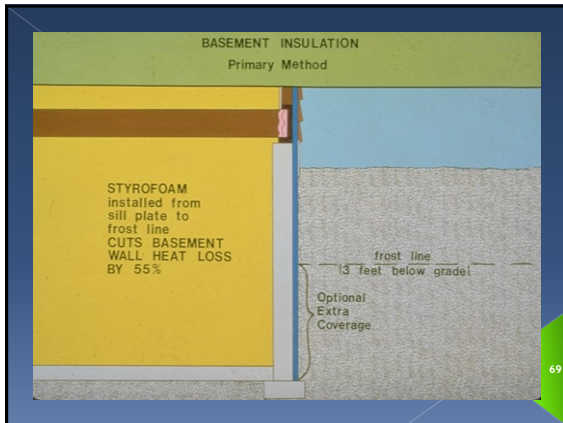 BASEMENT INSULATION
Primary Method
STYROFOAM
installed from
sill plate to
frost line
CUTS BASEMENT
WALL HEAT LOSS
BY 55%
frost line
(3 feet below grade)
Optional
Extra
Coverage
69